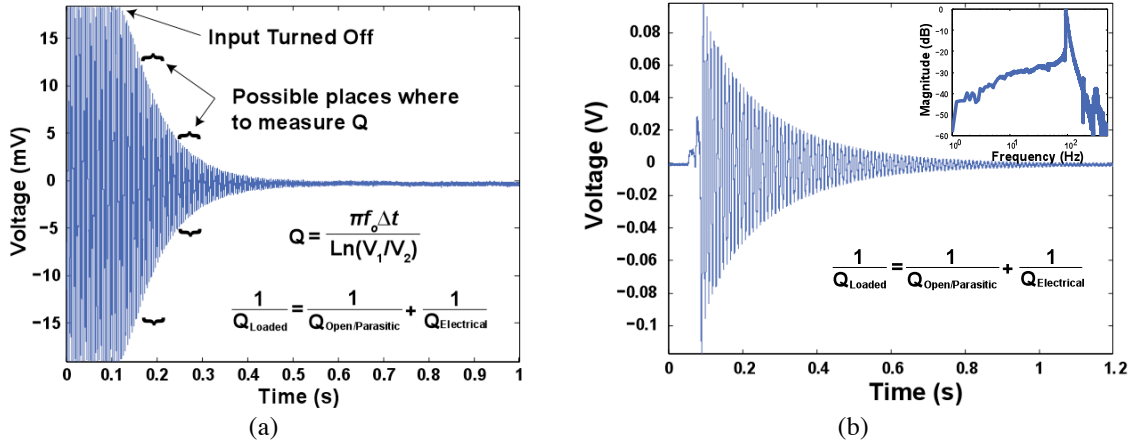 Input Turned Off
Possible places where
to measure Q
Q = πfₒΔt / Ln(V₁/V₂)
1/Q_Loaded = 1/Q_Open/Parasitic + 1/Q_Electrical
Voltage (mV)
15
10
5
0
−5
−10
−15
0 0.1 0.2 0.3 0.4 0.5 0.6 0.7 0.8 0.9 1
Time (s)
(a)
Voltage (V)
0.08
0.04
0
−0.02
−0.04
−0.06
−0.08
−0.1
0 0.2 0.4 0.6 0.8 1.0 1.2
Time (s)
Magnitude (dB)
0
−10
−20
−30
−40
−50
−60
10⁰ 10¹ 10²
Frequency (Hz)
1/Q_Loaded = 1/Q_Open/Parasitic + 1/Q_Electrical
(b)